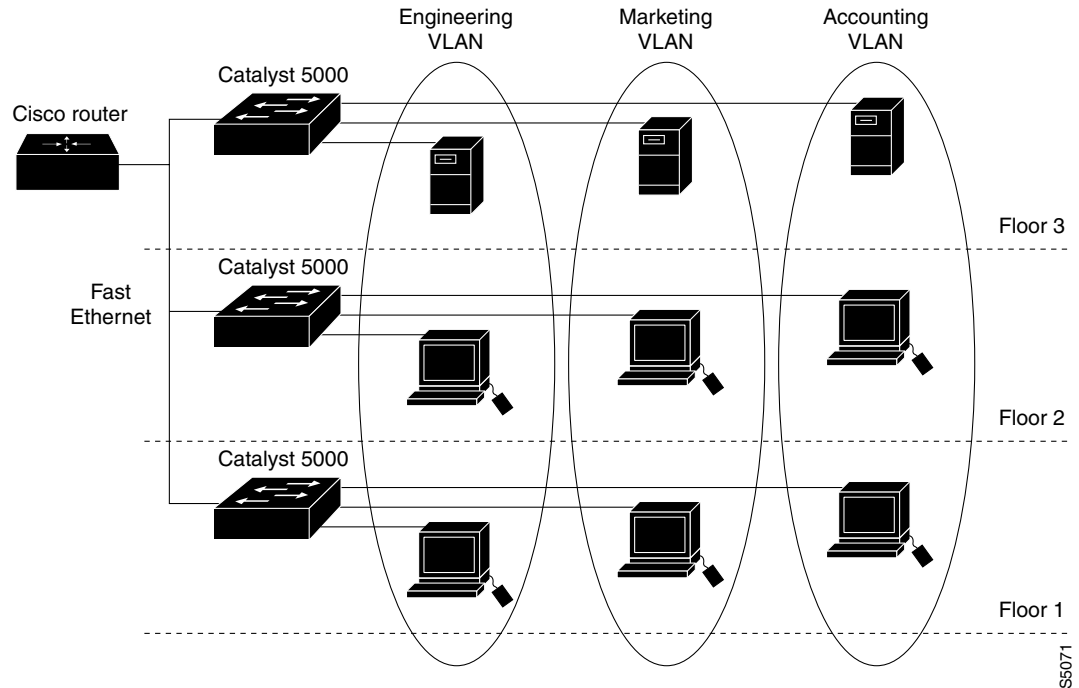 Engineering
VLAN
Marketing
VLAN
Accounting
VLAN
Catalyst 5000
Cisco router
Floor 3
Catalyst 5000
Fast
Ethernet
Floor 2
Catalyst 5000
Floor 1
S5071